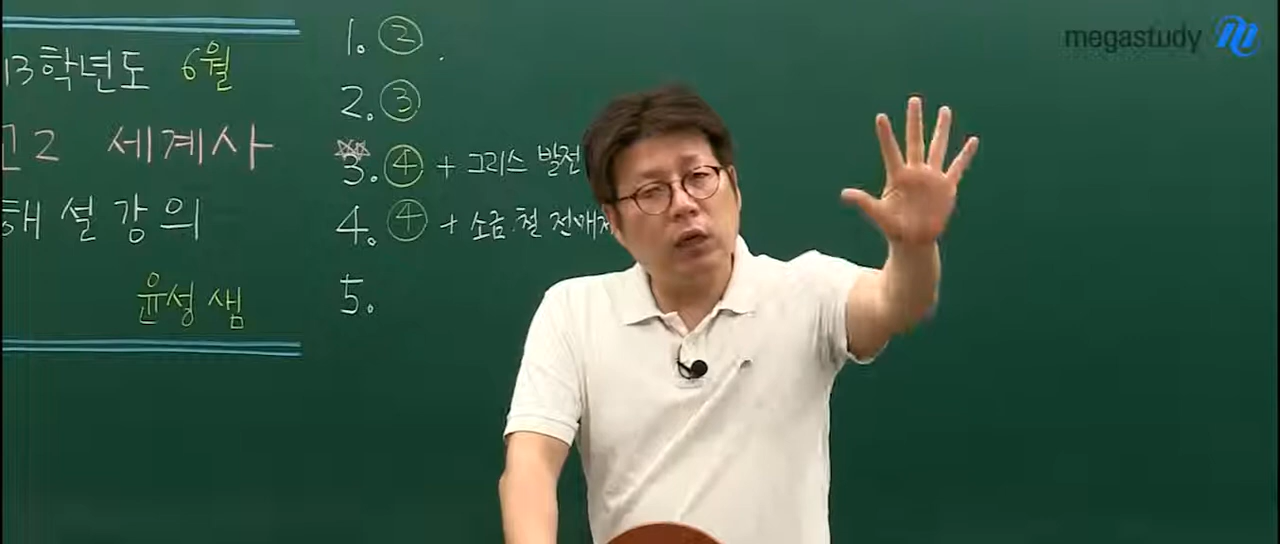 13학년도 6월
고2 세계사
해설강의
윤성 샘
1. ②
2. ③
3. ④ + 그리스 발전
4. ④ + 소금.철 전매
5.
megastudy